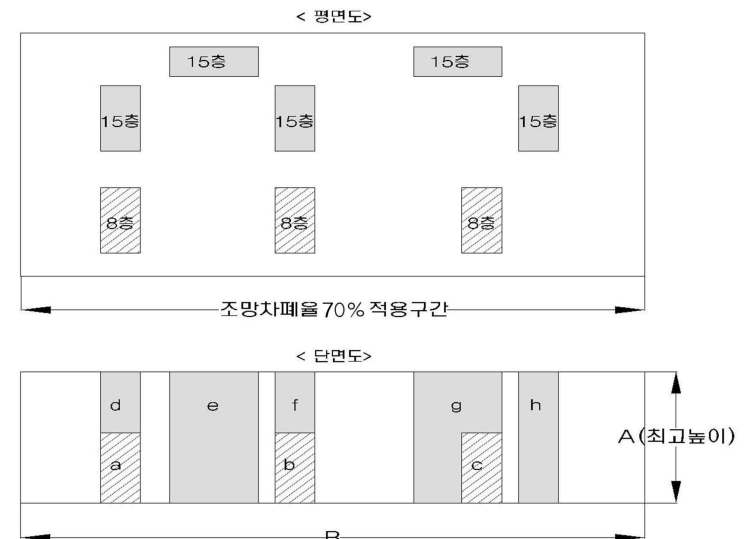 < 평면도>
15층 15층
15층 15층 15층
8층 8층 8층
조망차폐율70% 적용구간
< 단면도>
d e f g h
A(최고높이)
a b c
B